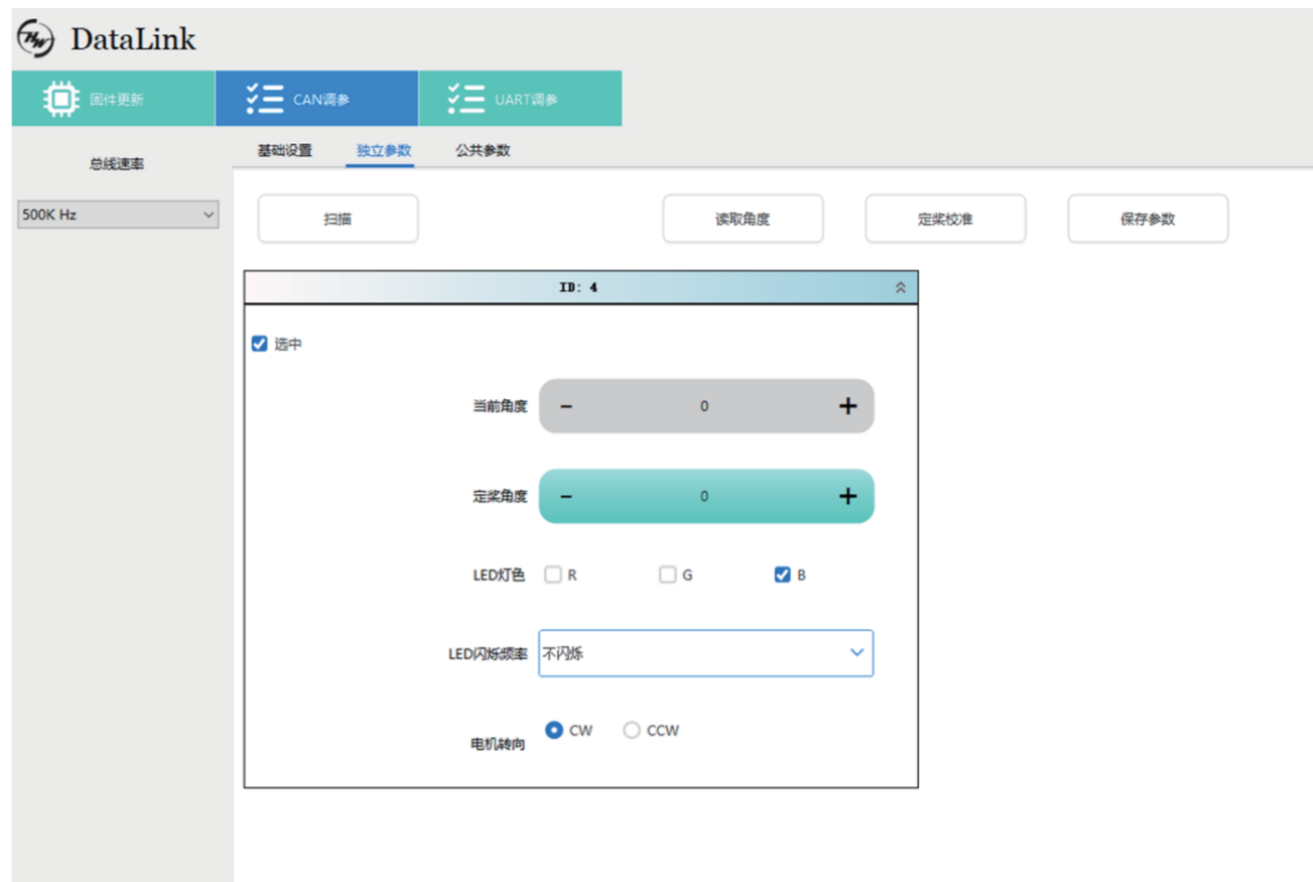 HW DataLink
固件更新 CAN调参 UART调参
总线速率
基础设置 独立参数 公共参数
500K Hz
扫描 读取角度 定桨校准 保存参数
ID: 4
选中
当前角度 - 0 +
定桨角度 - 0 +
LED灯色 R G B
LED闪烁频率 不闪烁
电机转向 CW CCW